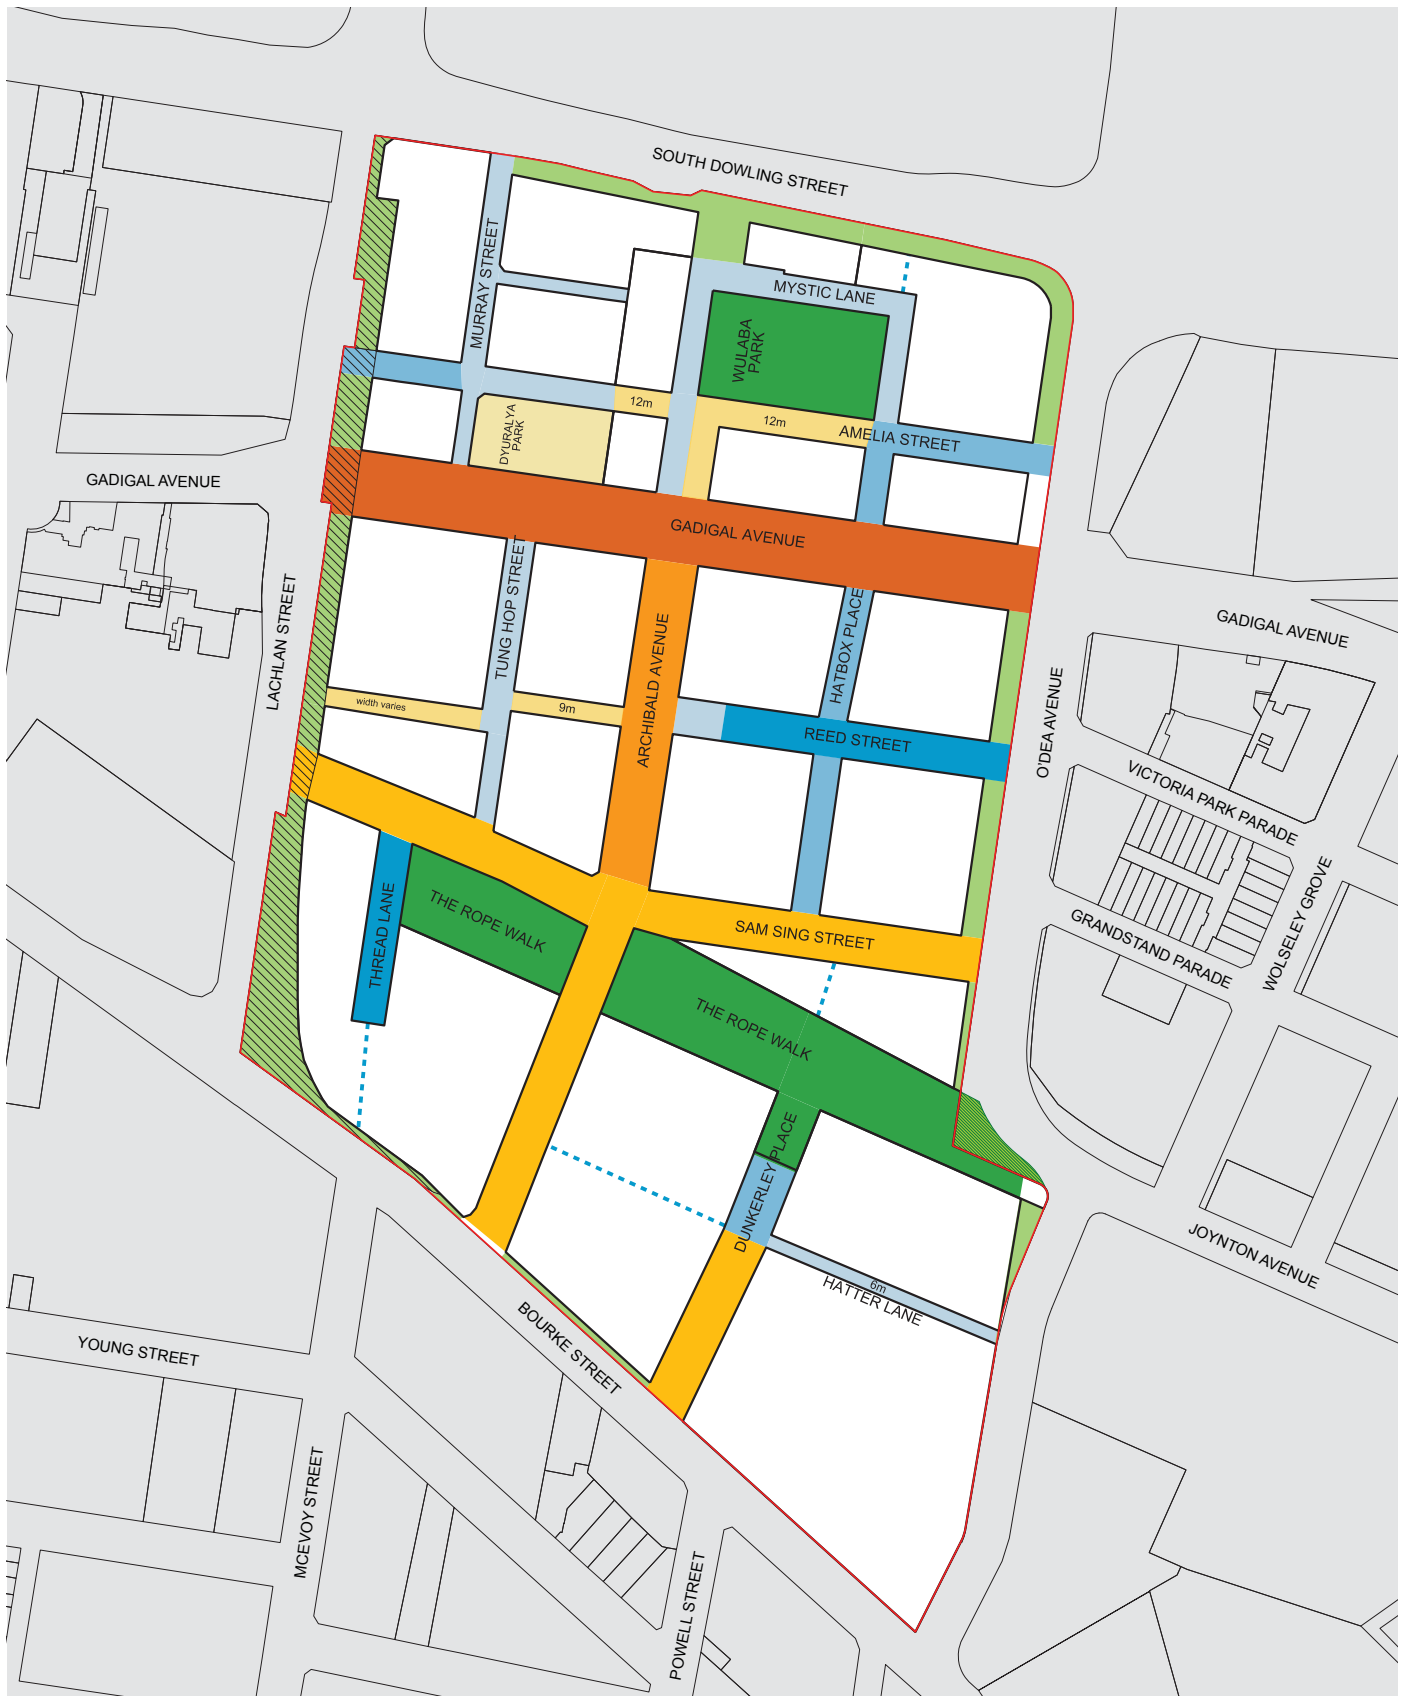 SOUTH DOWLING STREET
MURRAY STREET
MYSTIC LANE
WULABA
PARK
12m
12m
DYURALYA
PARK
AMELIA STREET
GADIGAL AVENUE
GADIGAL AVENUE
GADIGAL AVENUE
LACHLAN STREET
TUNG HOP STREET
ARCHIBALD AVENUE
HATBOX PLACE
width varies
9m
REED STREET
O'DEA AVENUE
VICTORIA PARK PARADE
WOLSELEY GROVE
GRANDSTAND PARADE
THREAD LANE
THE ROPE WALK
SAM SING STREET
THE ROPE WALK
DUNKERLEY PLACE
6m
HATTER LANE
JOYNTON AVENUE
BOURKE STREET
YOUNG STREET
MCEVOY STREET
POWELL STREET